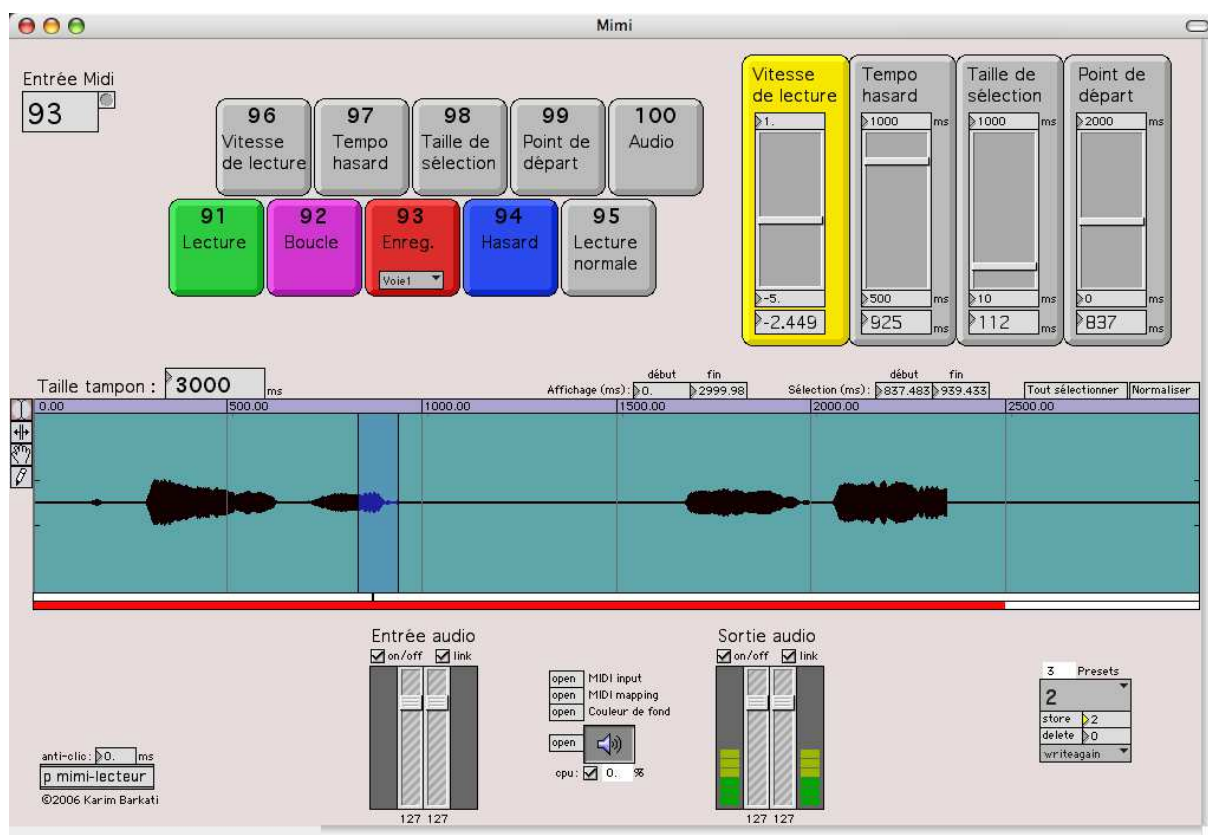 Mimi
Entrée Midi
93
96
Vitesse
de lecture
97
Tempo
hasard
98
Taille de
sélection
99
Point de
départ
100
Audio
91
Lecture
92
Boucle
93
Enreg.
Voie1
94
Hasard
95
Lecture
normale
Vitesse
de lecture
1.
-5.
-2.449
Tempo
hasard
1000 ms
500 ms
925 ms
Taille de
sélection
1000 ms
10 ms
112 ms
Point de
départ
2000 ms
0 ms
837 ms
Taille tampon : 3000 ms
début fin
Affichage (ms): 0. 2999.98
début fin
Sélection (ms): 837.483 939.433
Tout sélectionner Normaliser
0.00 500.00 1000.00 1500.00 2000.00 2500.00
Entrée audio
on/off link
127 127
open MIDI input
open MIDI mapping
open Couleur de fond
open
cpu: 0. %
Sortie audio
on/off link
127 127
3 Presets
2
store 2
delete 0
writeagain
anti-clic: 0. ms
p mimi-lecteur
©2006 Karim Barkati